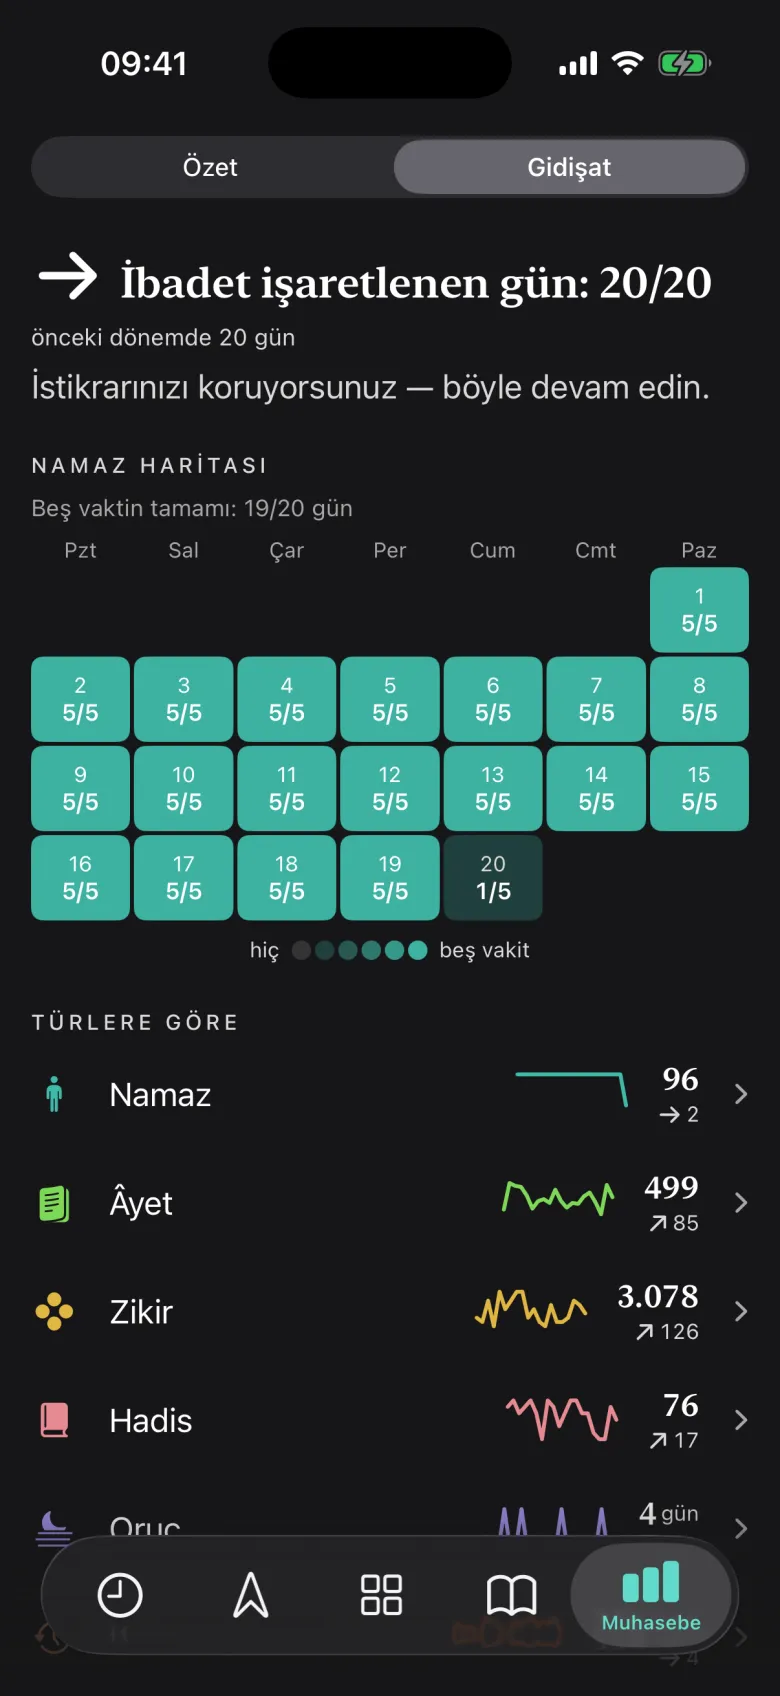 09:41
Özet
Gidişat
İbadet işaretlenen gün: 20/20
önceki dönemde 20 gün
İstikrarınızı koruyorsunuz — böyle devam edin.
NAMAZ HARİTASI
Beş vaktin tamamı: 19/20 gün
Pzt Sal Çar Per Cum Cmt Paz
1
5/5
2 3 4 5 6 7 8
5/5 5/5 5/5 5/5 5/5 5/5 5/5
9 10 11 12 13 14 15
5/5 5/5 5/5 5/5 5/5 5/5 5/5
16 17 18 19 20
5/5 5/5 5/5 5/5 1/5
hiç beş vakit
TÜRLERE GÖRE
Namaz 96
→ 2
Âyet 499
↗ 85
Zikir 3.078
↗ 126
Hadis 76
↗ 17
Oruç 4 gün
Muhasebe
→ 4